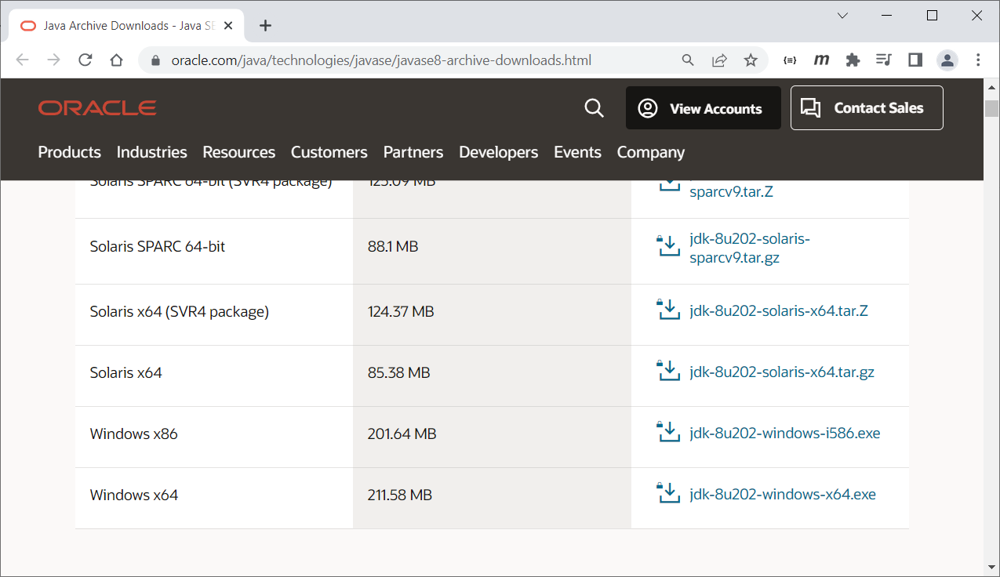 Java Archive Downloads - Java SE
oracle.com/java/technologies/javase/javase8-archive-downloads.html
ORACLE
View Accounts
Contact Sales
Products Industries Resources Customers Partners Developers Events Company
Solaris SPARC 64-bit (SVR4 package) 125.09 MB
sparcv9.tar.Z
Solaris SPARC 64-bit 88.1 MB jdk-8u202-solaris-
sparcv9.tar.gz
Solaris x64 (SVR4 package) 124.37 MB jdk-8u202-solaris-x64.tar.Z
Solaris x64 85.38 MB jdk-8u202-solaris-x64.tar.gz
Windows x86 201.64 MB jdk-8u202-windows-i586.exe
Windows x64 211.58 MB jdk-8u202-windows-x64.exe